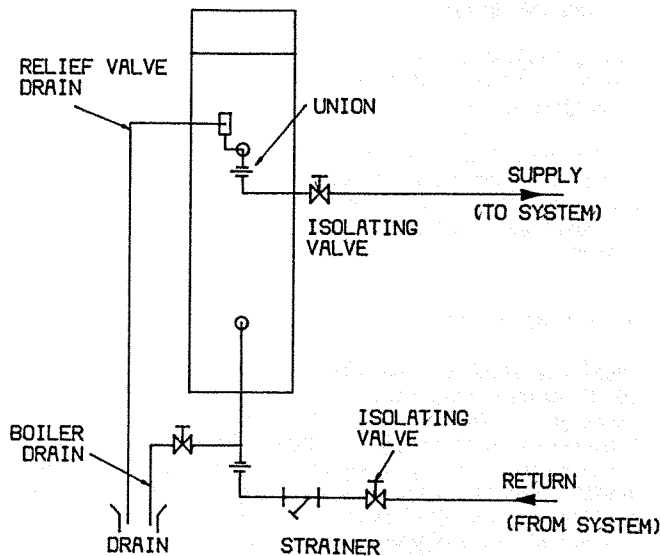 RELIEF VALVE
DRAIN
UNION
SUPPLY
(TO SYSTEM)
ISOLATING
VALVE
ISOLATING
VALVE
BOILER
DRAIN
RETURN
(FROM SYSTEM)
DRAIN
STRAINER